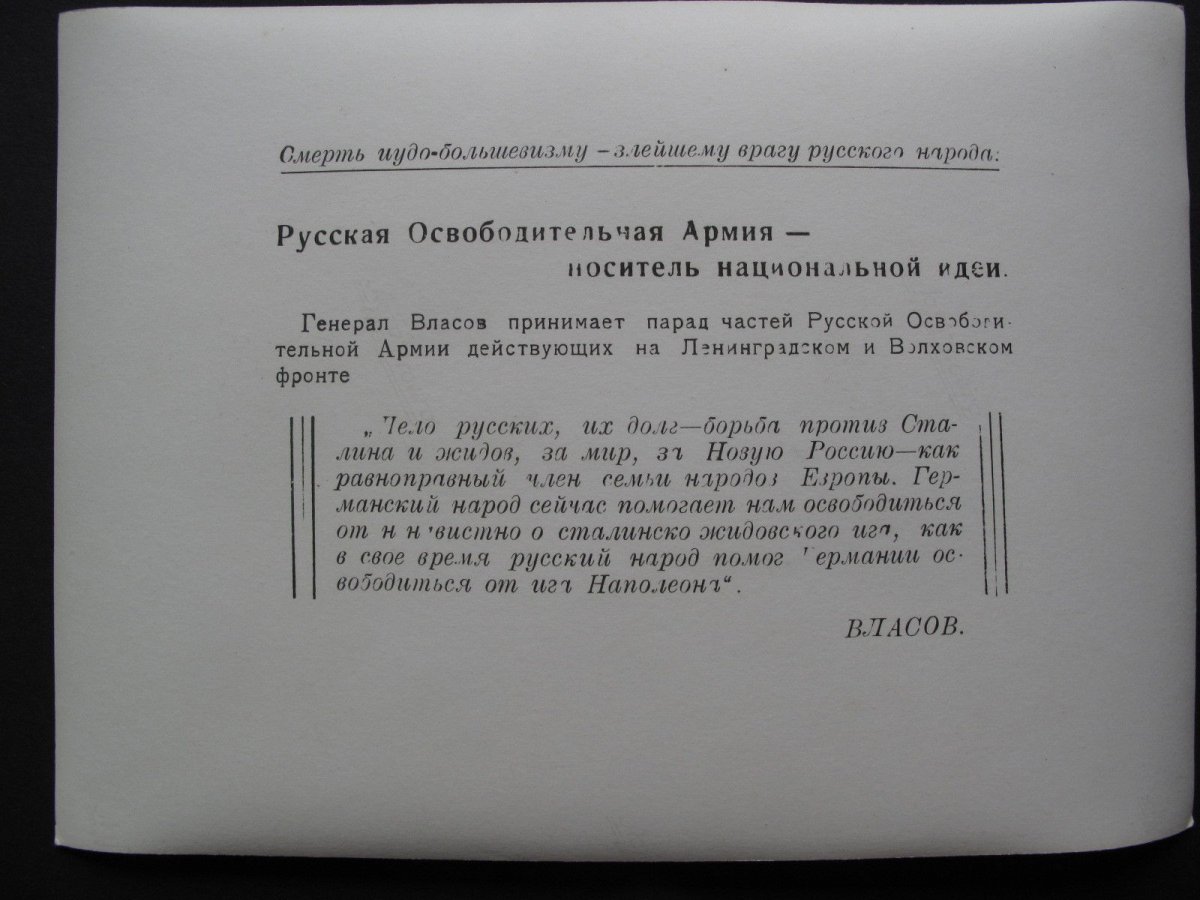 Смерть иудо-большевизму – злейшему врагу русского народа:
Русская Освободительная Армия —
носитель национальной идеи.
Генерал Власов принимает парад частей Русской Освободи-
тельной Армии действующих на Ленинградском и Волховском
фронте
„Дело русских, их долг—борьба против Ста-
лина и жидов, за мир, за Новую Россию—как
равноправный член семьи народов Европы. Гер-
манский народ сейчас помогает нам освободиться
от о сталинско жидовского ига, как
в свое время русский народ помог Германии ос-
вободиться от ига Наполеона“.
ВЛАСОВ.